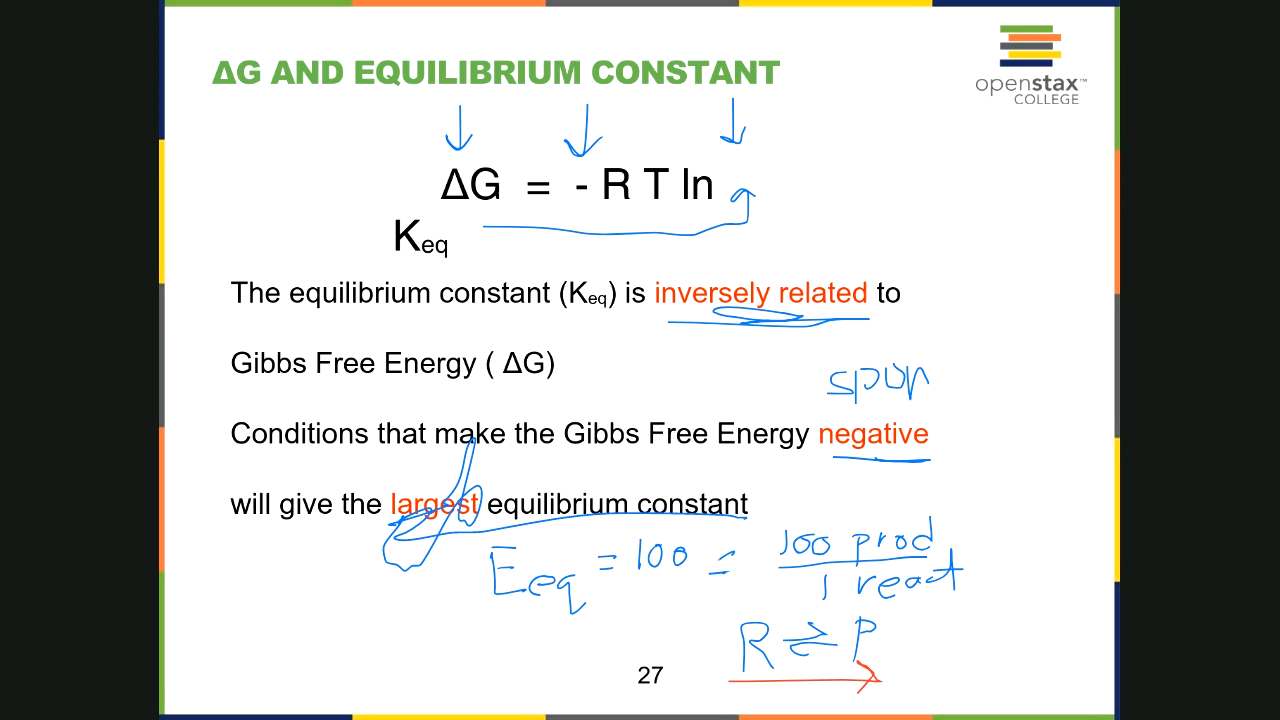 ΔG AND EQUILIBRIUM CONSTANT
openstax™
COLLEGE
ΔG = - R T ln
Keq
The equilibrium constant (Keq) is inversely related to
Gibbs Free Energy ( ΔG)
spon
Conditions that make the Gibbs Free Energy negative
will give the largest equilibrium constant
Eeq = 100 = 100 prod
1 react
R ⇌ P
27